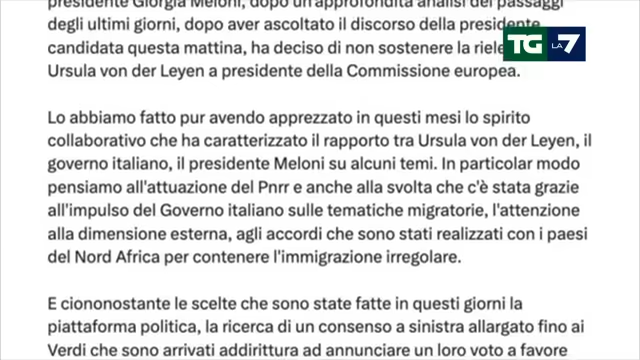 presidente Giorgia Meloni, dopo un'approfondita analisi dei passaggi
degli ultimi giorni, dopo aver ascoltato il discorso della presidente
candidata questa mattina, ha deciso di non sostenere la
Ursula von der Leyen a presidente della Commissione europea.
Lo abbiamo fatto pur avendo apprezzato in questi mesi lo spirito
collaborativo che ha caratterizzato il rapporto tra Ursula von der Leyen, il
governo italiano, il presidente Meloni su alcuni temi. In particolar modo
pensiamo all'attuazione del Pnrr e anche alla svolta che c'è stata grazie
all'impulso del Governo italiano sulle tematiche migratorie, l'attenzione
alla dimensione esterna, agli accordi che sono stati realizzati con i paesi
del Nord Africa per contenere l'immigrazione irregolare.
E ciononostante le scelte che sono state fatte in questi giorni la
piattaforma politica, la ricerca di un consenso a sinistra allargato fino ai
Verdi che sono arrivati addirittura ad annunciare un loro voto a favore
TG LA 7